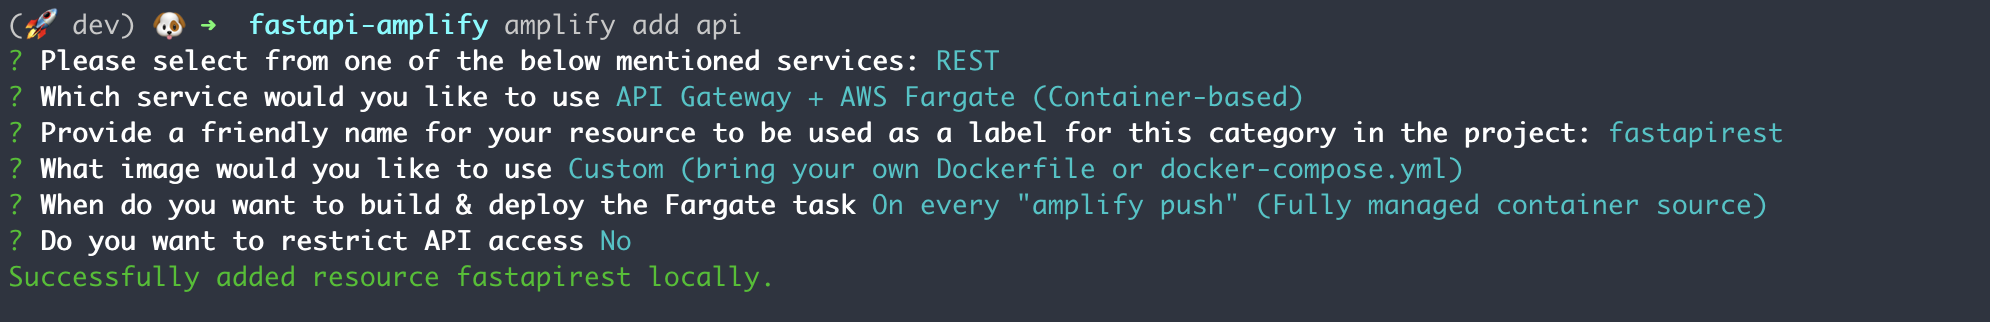 (🚀 dev) 🐶 → fastapi-amplify amplify add api
? Please select from one of the below mentioned services: REST
? Which service would you like to use API Gateway + AWS Fargate (Container-based)
? Provide a friendly name for your resource to be used as a label for this category in the project: fastapirest
? What image would you like to use Custom (bring your own Dockerfile or docker-compose.yml)
? When do you want to build & deploy the Fargate task On every "amplify push" (Fully managed container source)
? Do you want to restrict API access No
Successfully added resource fastapirest locally.